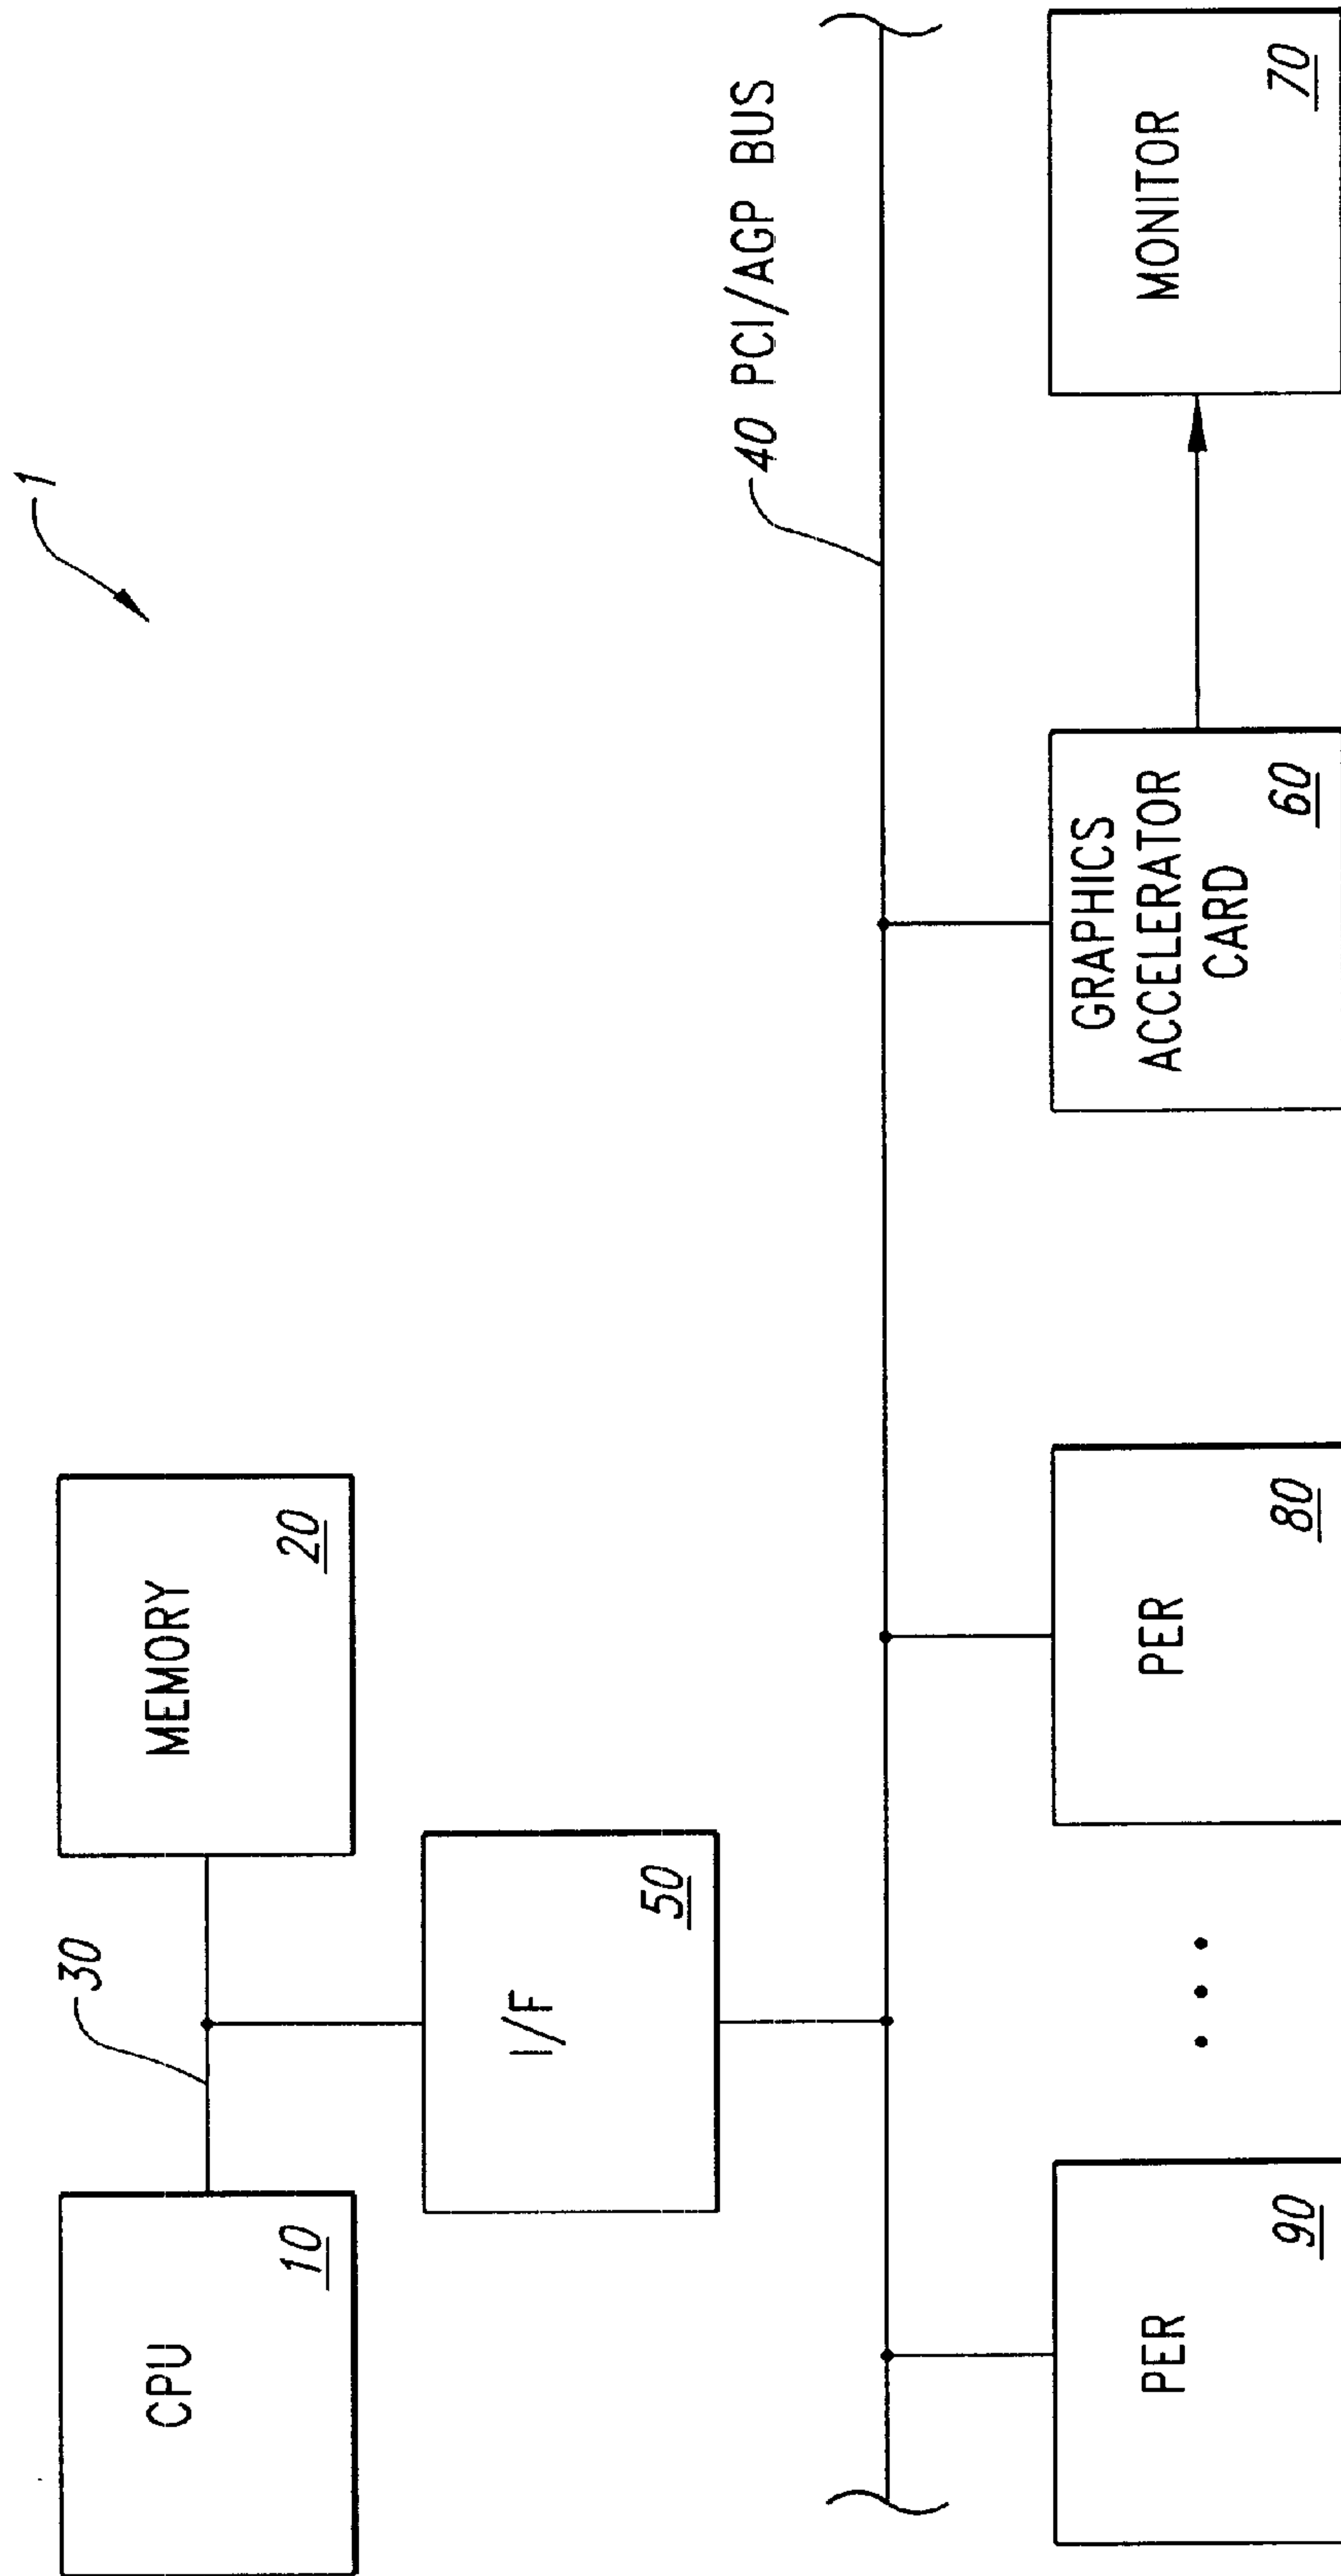 1
CPU
10
30
MEMORY
20
I/F
50
40 PCI/AGP BUS
PER
90
PER
80
GRAPHICS
ACCELERATOR
CARD
60
MONITOR
70